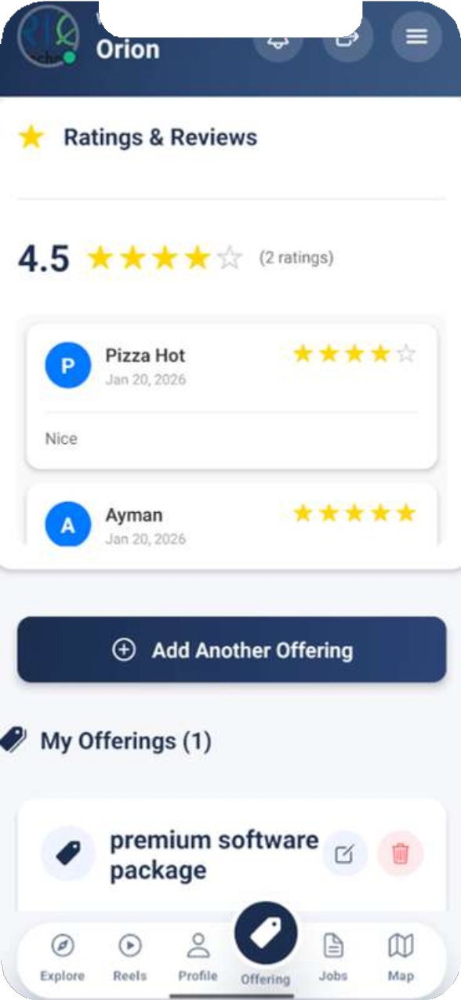 Orion
Ratings & Reviews
4.5 (2 ratings)
P Pizza Hot
Jan 20, 2026
Nice
A Ayman
Jan 20, 2026
Add Another Offering
My Offerings (1)
premium software
package
Explore Reels Profile Offering Jobs Map